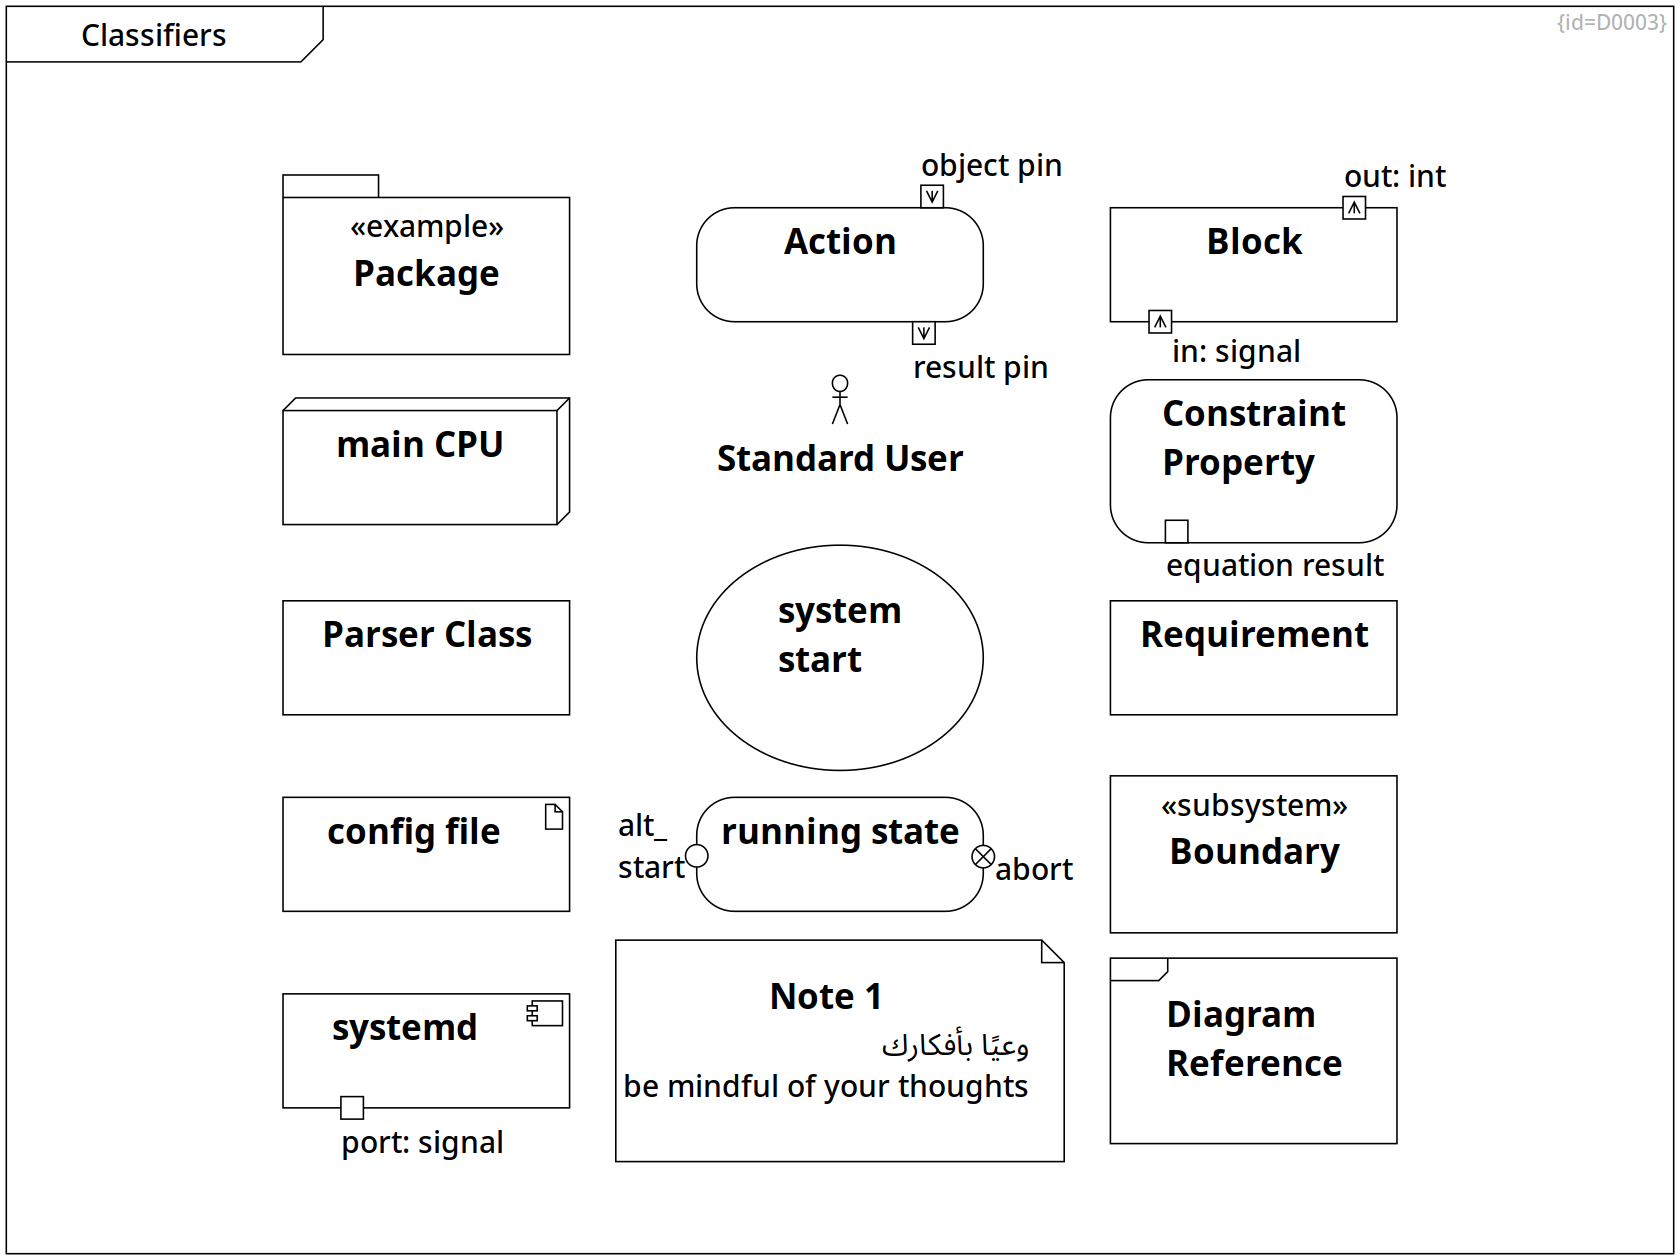 Classifiers
{id=D0003}
«example»
Package
object pin
Action
result pin
out: int
Block
in: signal
main CPU
Standard User
Constraint
Property
equation result
Parser Class
system
start
Requirement
config file
alt_
start
running state
abort
«subsystem»
Boundary
systemd
port: signal
Note 1
وعيًا بأفكارك
be mindful of your thoughts
Diagram
Reference